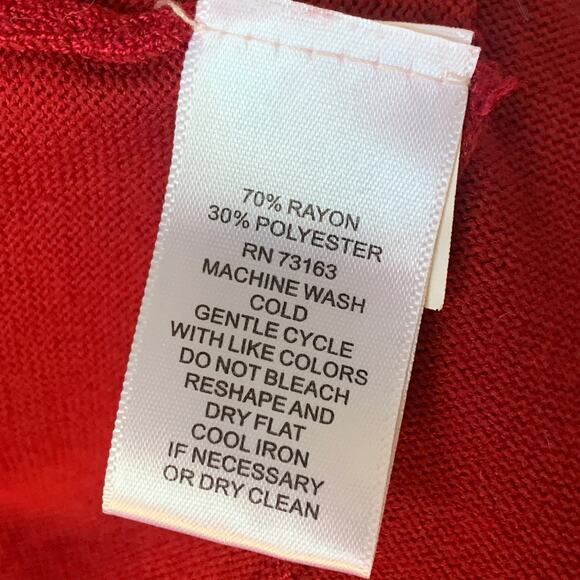 70% RAYON
30% POLYESTER
RN 73163
MACHINE WASH
COLD
GENTLE CYCLE
WITH LIKE COLORS
DO NOT BLEACH
RESHAPE AND
DRY FLAT
COOL IRON
IF NECESSARY
OR DRY CLEAN